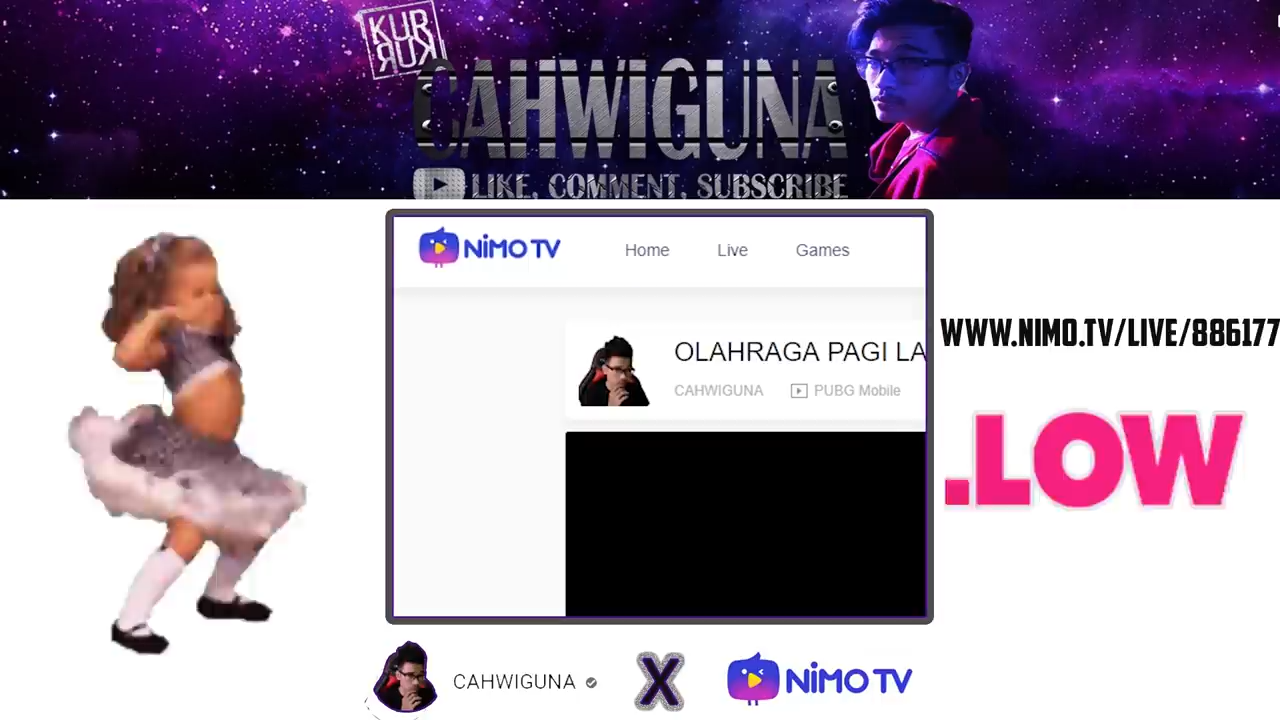 KUR
RUK
CAHWIGUNA
LIKE, COMMENT, SUBSCRIBE
NiMO TV
Home
Live
Games
OLAHRAGA PAGI LA
CAHWIGUNA
PUBG Mobile
WWW.NIMO.TV/LIVE/886177
.LOW
CAHWIGUNA
X
NiMO TV